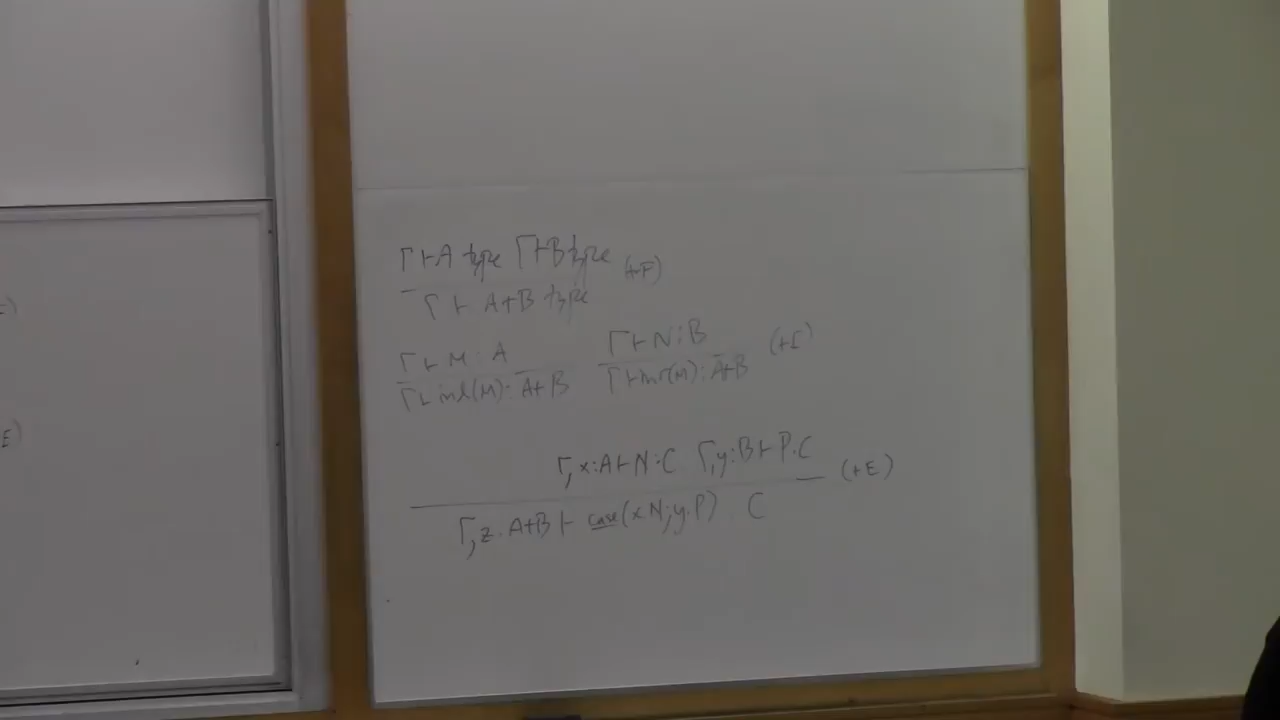 Γ ⊢ A type Γ ⊢ B type (+F)
Γ ⊢ A+B type
Γ ⊢ M : A Γ ⊢ N : B (+I)
Γ ⊢ inl(M) : A+B Γ ⊢ inr(M) : A+B
Γ, x:A ⊢ N : C Γ, y:B ⊢ P : C (+E)
Γ, z : A+B ⊢ case(x.N; y.P) : C
E)